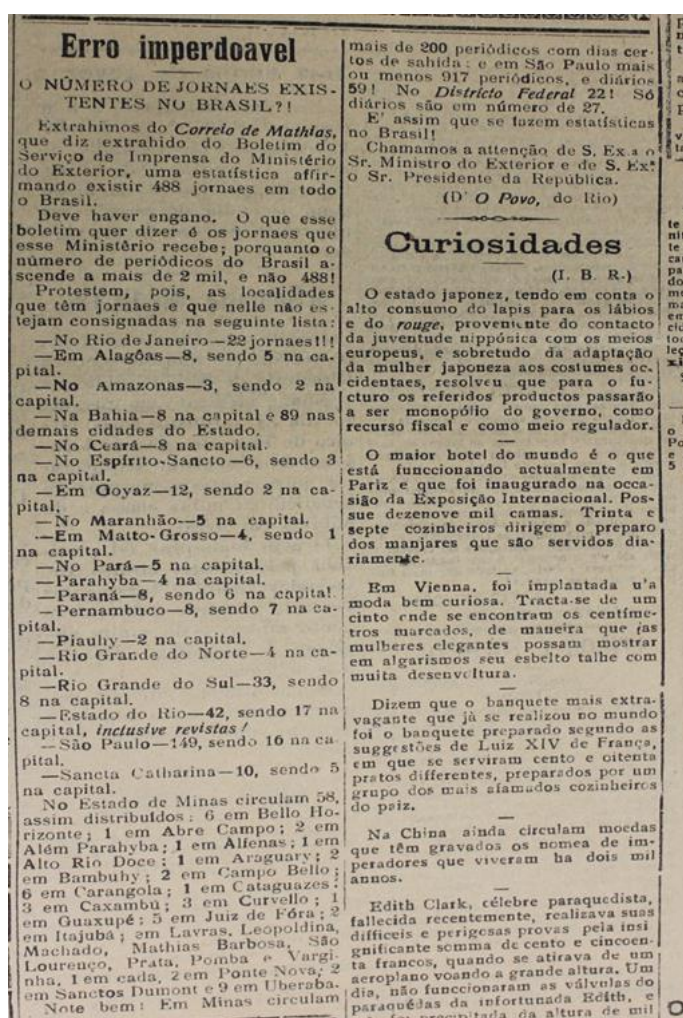 Erro imperdoavel
O NÚMERO DE JORNAES EXIS-
TENTES NO BRASIL?!
Extrahimos do Correio de Mathias,
que diz extrahido do Boletim do
Serviço de Imprensa do Ministério
do Exterior, uma estatística affir-
mando existir 488 jornaes em todo
o Brasil.
Deve haver engano. O que esse
boletim quer dizer é os jornaes que
esse Ministério recebe; porquanto o
número de periódicos do Brasil a-
scende a mais de 2 mil, e não 488!
Protestem, pois, as localidades
que têm jornaes e que nelle não es-
tejam consignadas na seguinte lista:
—No Rio de Janeiro—22 jornaes!!!
—Em Alagôas—8, sendo 5 na ca-
pital.
—No Amazonas—3, sendo 2 na
capital.
—Na Bahia—8 na capital e 89 nas
demais cidades do Estado.
—No Ceará—8 na capital.
—No Espírito-Sancto—6, sendo 3
na capital.
—Em Goyaz—12, sendo 2 na ca-
pital.
—No Maranhão—5 na capital.
—Em Matto-Grosso—4, sendo 1
na capital.
—No Pará—5 na capital.
—Parahyba—4 na capital.
—Paraná—8, sendo 6 na capital.
—Pernambuco—8, sendo 7 na ca-
pital.
—Piauhy—2 na capital.
—Rio Grande do Norte—4 na ca-
pital.
—Rio Grande do Sul—33, sendo
8 na capital.
—Estado do Rio—42, sendo 17 na
capital, inclusive revistas!
—São Paulo—149, sendo 16 na ca-
pital.
—Sancta Catharina—10, sendo 5
na capital.
No Estado de Minas circulam 58,
assim distribuídos: 6 em Bello Ho-
rizonte; 1 em Abre Campo; 2 em
Além Parahyba; 1 em Alfenas; 1 em
Alto Rio Doce; 1 em Araguary; 2
em Bambuhy; 2 em Campo Bello;
6 em Carangola; 1 em Cataguazes;
3 em Caxambú; 3 em Curvello; 1
em Guaxupé; 5 em Juiz de Fóra; 2
em Itajubá; em Lavras, Leopoldina,
Machado, Mathias Barbosa, São
Lourenço, Prata, Pomba e Vargi-
nha, 1 em cada, 2 em Ponte Nova; 2
em Sanctos Dumont e 9 em Uberaba.
Note bem! Em Minas circulam
mais de 200 periódicos com dias cer-
tos de sahida: e em São Paulo mais
ou menos 917 periódicos, e diários
59! No Districto Federal 22! Só
diários são em número de 27.
E' assim que se fazem estatísticas
no Brasil!
Chamamos a attenção de S. Ex.a o
Sr. Ministro do Exterior e de S. Ex.ª
o Sr. Presidente da República.
(D' O Povo, do Rio)
Curiosidades
(I. B. R.)
O estado japonez, tendo em conta o
alto consumo do lapis para os lábios
e do rouge, proveniente do contacto
da juventude nippónica com os meios
europeus, e sobretudo da adaptação
da mulher japoneza aos costumes oc-
cidentaes, resolveu que para o fu-
cturo os referidos productos passarão
a ser monopólio do governo, como
recurso fiscal e como meio regulador.
O maior hotel do mundo é o que
está funccionando actualmente em
Pariz e que foi inaugurado na occa-
sião da Exposição Internacional. Pos-
sue dezenove mil camas. Trinta e
septe cozinheiros dirigem o preparo
dos manjares que são servidos dia-
riamente.
Em Vienna, foi implantada u'a
moda bem curiosa. Tracta-se de um
cinto onde se encontram os centíme-
tros marcados, de maneira que as
mulheres elegantes possam mostrar
em algarismos seu esbelto talhe com
muita desenvoltura.
Dizem que o banquete mais extra-
vagante que já se realizou no mundo
foi o banquete preparado segundo as
suggestões de Luiz XIV de França,
em que se serviram cento e oitenta
pratos differentes, preparados por um
grupo dos mais afamados cozinheiros
do paiz.
Na China ainda circulam moedas
que têm gravados os nomea de im-
peradores que viveram ha dois mil
annos.
Edith Clark, célebre paraquedista,
fallecida recentemente, realizava suas
difficeis e perigosas provas pela insi
gnificante somma de cento e cincoen-
ta francos, quando se atirava de um
aeroplano voando a grande altura. Um
dia, não funccionaram as válvulas do
paraquédas da infortunada Edith, e
precipitada da altura de mil